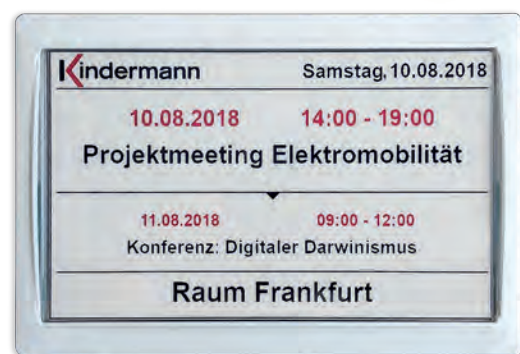 Kindermann Samstag, 10.08.2018
10.08.2018 14:00 - 19:00
Projektmeeting Elektromobilität
11.08.2018 09:00 - 12:00
Konferenz: Digitaler Darwinismus
Raum Frankfurt